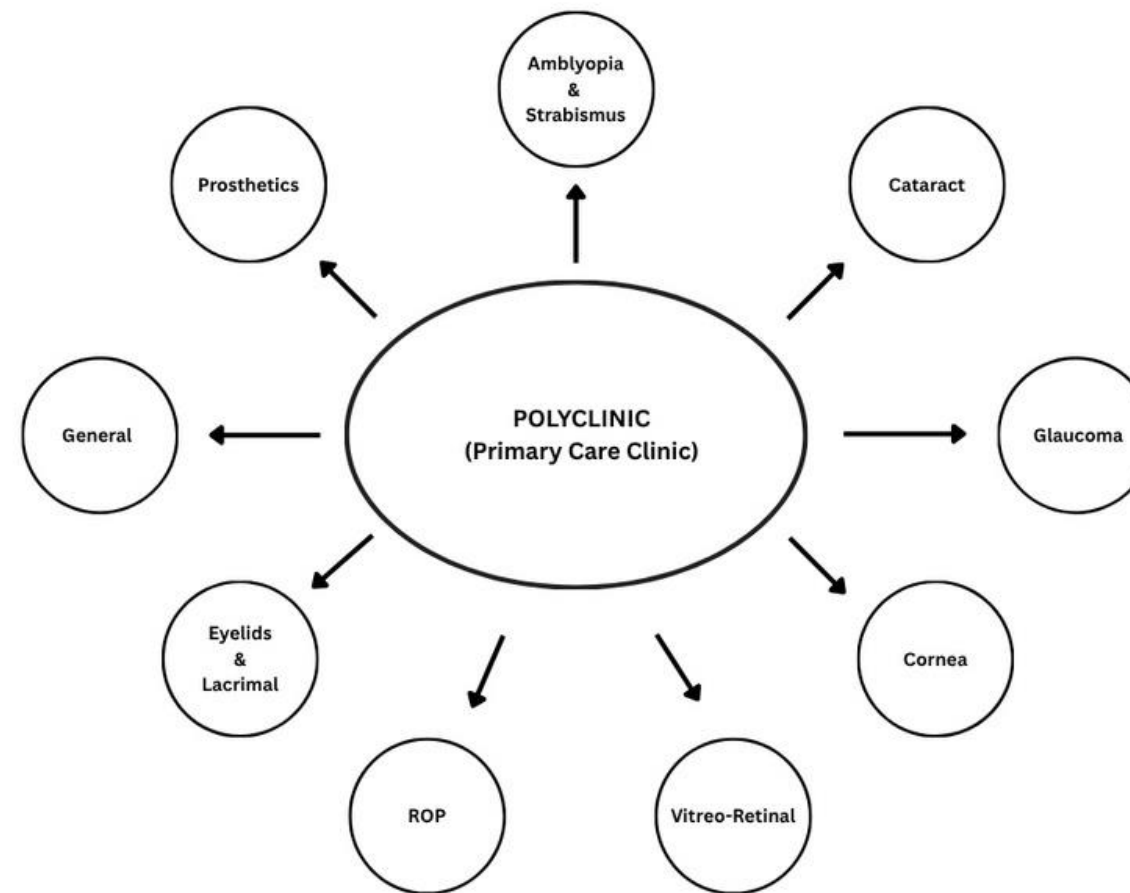 Amblyopia
&
Strabismus
Prosthetics
Cataract
POLYCLINIC
(Primary Care Clinic)
General
Glaucoma
Eyelids
&
Lacrimal
Cornea
ROP
Vitreo-Retinal